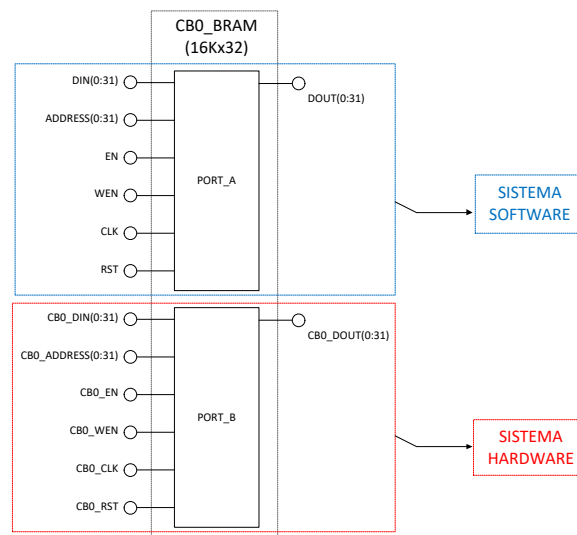 CB0_BRAM
(16Kx32)
DIN(0:31)
DOUT(0:31)
ADDRESS(0:31)
EN
PORT_A
WEN
CLK
RST
SISTEMA
SOFTWARE
CB0_DIN(0:31)
CB0_DOUT(0:31)
CB0_ADDRESS(0:31)
CB0_EN
PORT_B
CB0_WEN
CB0_CLK
CB0_RST
SISTEMA
HARDWARE